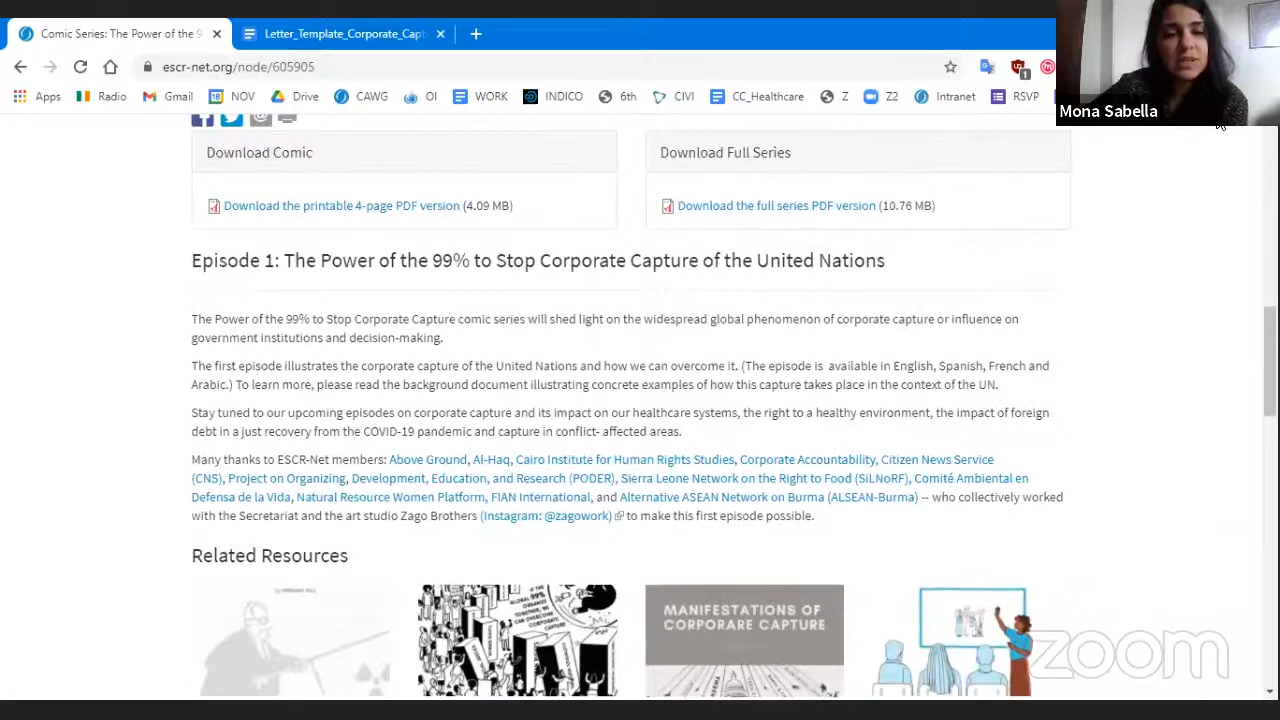 Comic Series: The Power of the 9
Letter_Template_Corporate_Capt
escr-net.org/node/605905
Apps Radio Gmail NOV Drive CAWG OI WORK INDICO 6th CIVI CC_Healthcare Z Z2 Intranet RSVP
18
1
Mona Sabella
Download Comic
Download Full Series
Download the printable 4-page PDF version (4.09 MB)
Download the full series PDF version (10.76 MB)
Episode 1: The Power of the 99% to Stop Corporate Capture of the United Nations
The Power of the 99% to Stop Corporate Capture comic series will shed light on the widespread global phenomenon of corporate capture or influence on
government institutions and decision-making.
The first episode illustrates the corporate capture of the United Nations and how we can overcome it. (The episode is available in English, Spanish, French and
Arabic.) To learn more, please read the background document illustrating concrete examples of how this capture takes place in the context of the UN.
Stay tuned to our upcoming episodes on corporate capture and its impact on our healthcare systems, the right to a healthy environment, the impact of foreign
debt in a just recovery from the COVID-19 pandemic and capture in conflict- affected areas.
Many thanks to ESCR-Net members: Above Ground, Al-Haq, Cairo Institute for Human Rights Studies, Corporate Accountability, Citizen News Service
(CNS), Project on Organizing, Development, Education, and Research (PODER), Sierra Leone Network on the Right to Food (SiLNoRF), Comité Ambiental en
Defensa de la Vida, Natural Resource Women Platform, FIAN International, and Alternative ASEAN Network on Burma (ALSEAN-Burma) -- who collectively worked
with the Secretariat and the art studio Zago Brothers (Instagram: @zagowork) to make this first episode possible.
Related Resources
GLOBAL 99%
ORGANIZE
TOGETHER, WE
CAN OVERCOME
CORPORATE
CAPTURE
MANIFESTATIONS OF
CORPORARE CAPTURE
zoom